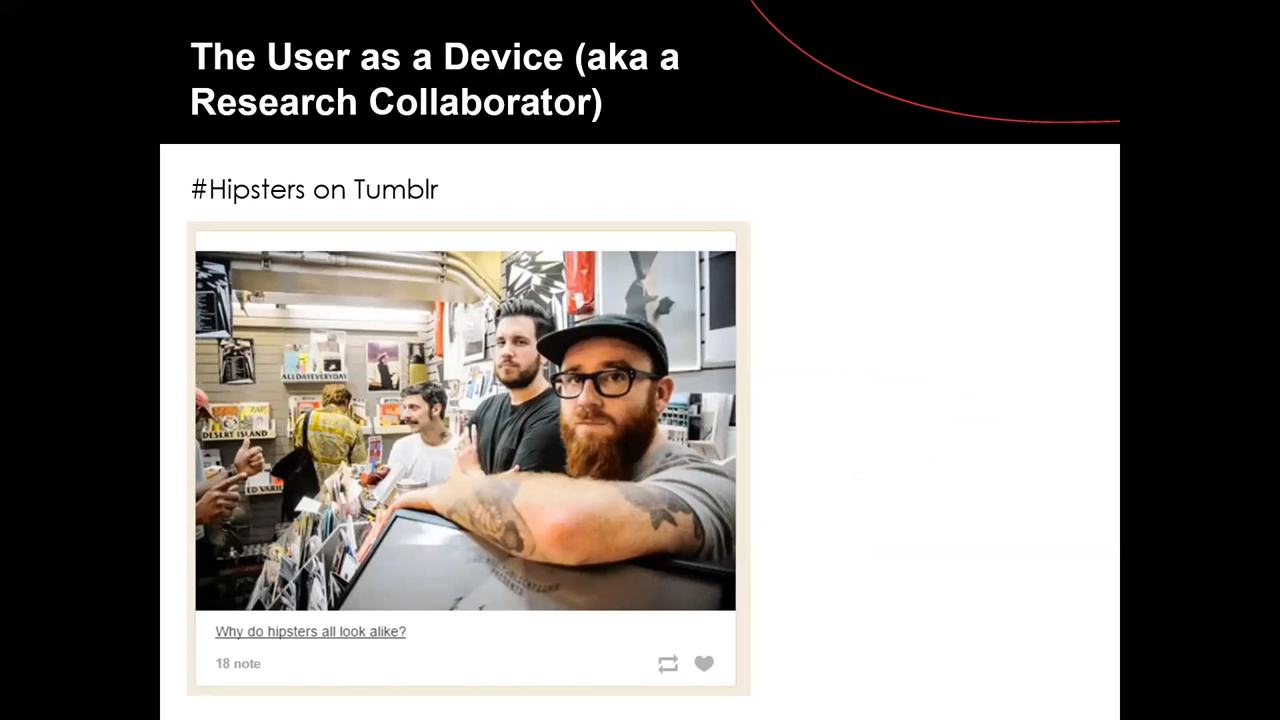 The User as a Device (aka a
Research Collaborator)
#Hipsters on Tumblr
ALLDAYEVERYDAY
DESERT ISLAND
PRESENTS
Why do hipsters all look alike?
18 note